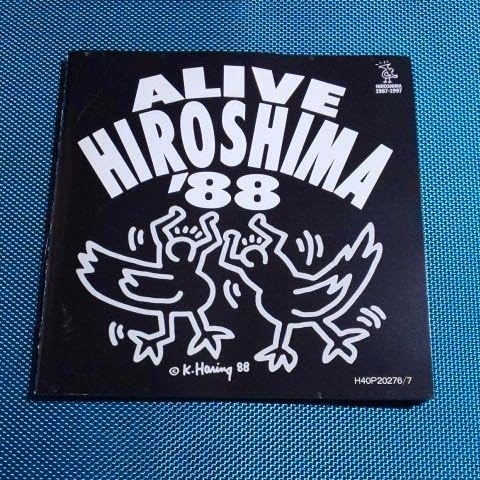 ALIVE
HIROSHIMA
'88
HIROSHIMA
1987-1997
© K. Haring 88
H40P20276/7